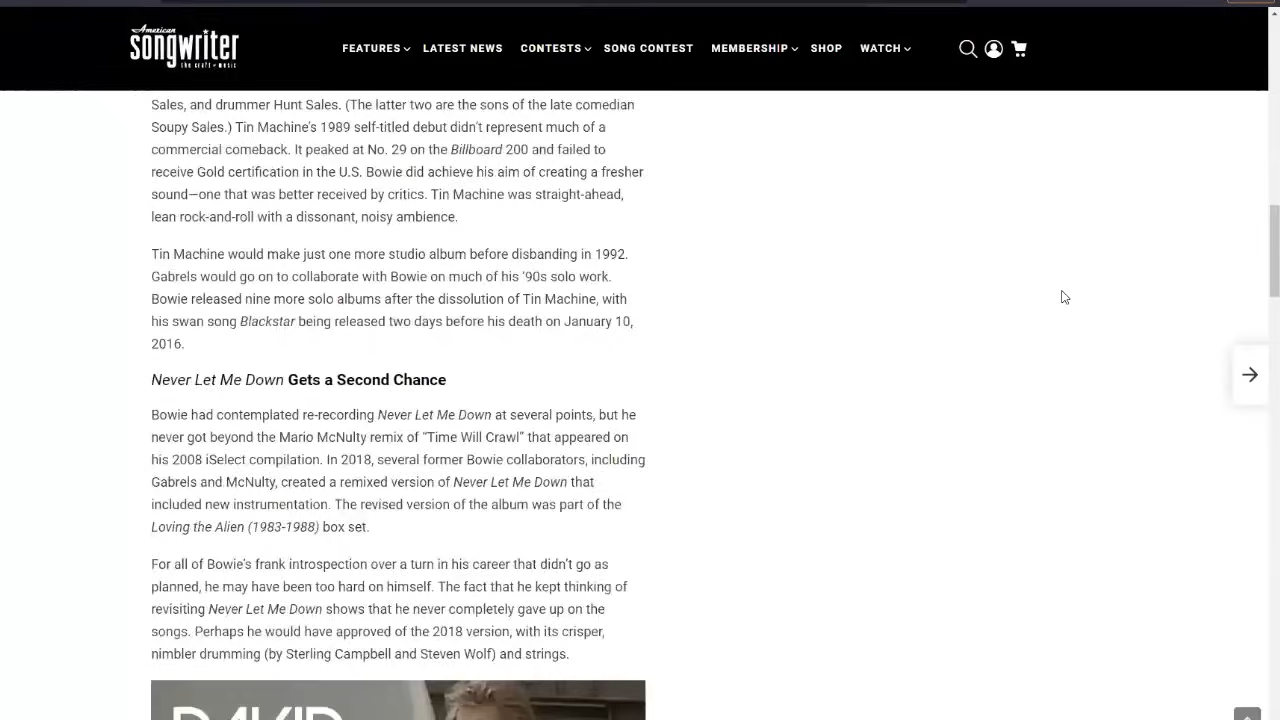 American
songwriter
the craft of music
FEATURES
LATEST NEWS
CONTESTS
SONG CONTEST
MEMBERSHIP
SHOP
WATCH
Sales, and drummer Hunt Sales. (The latter two are the sons of the late comedian
Soupy Sales.) Tin Machine’s 1989 self-titled debut didn’t represent much of a
commercial comeback. It peaked at No. 29 on the Billboard 200 and failed to
receive Gold certification in the U.S. Bowie did achieve his aim of creating a fresher
sound—one that was better received by critics. Tin Machine was straight-ahead,
lean rock-and-roll with a dissonant, noisy ambience.
Tin Machine would make just one more studio album before disbanding in 1992.
Gabrels would go on to collaborate with Bowie on much of his ’90s solo work.
Bowie released nine more solo albums after the dissolution of Tin Machine, with
his swan song Blackstar being released two days before his death on January 10,
2016.
Never Let Me Down Gets a Second Chance
Bowie had contemplated re-recording Never Let Me Down at several points, but he
never got beyond the Mario McNulty remix of “Time Will Crawl” that appeared on
his 2008 iSelect compilation. In 2018, several former Bowie collaborators, including
Gabrels and McNulty, created a remixed version of Never Let Me Down that
included new instrumentation. The revised version of the album was part of the
Loving the Alien (1983-1988) box set.
For all of Bowie’s frank introspection over a turn in his career that didn’t go as
planned, he may have been too hard on himself. The fact that he kept thinking of
revisiting Never Let Me Down shows that he never completely gave up on the
songs. Perhaps he would have approved of the 2018 version, with its crisper,
nimbler drumming (by Sterling Campbell and Steven Wolf) and strings.
DAVID